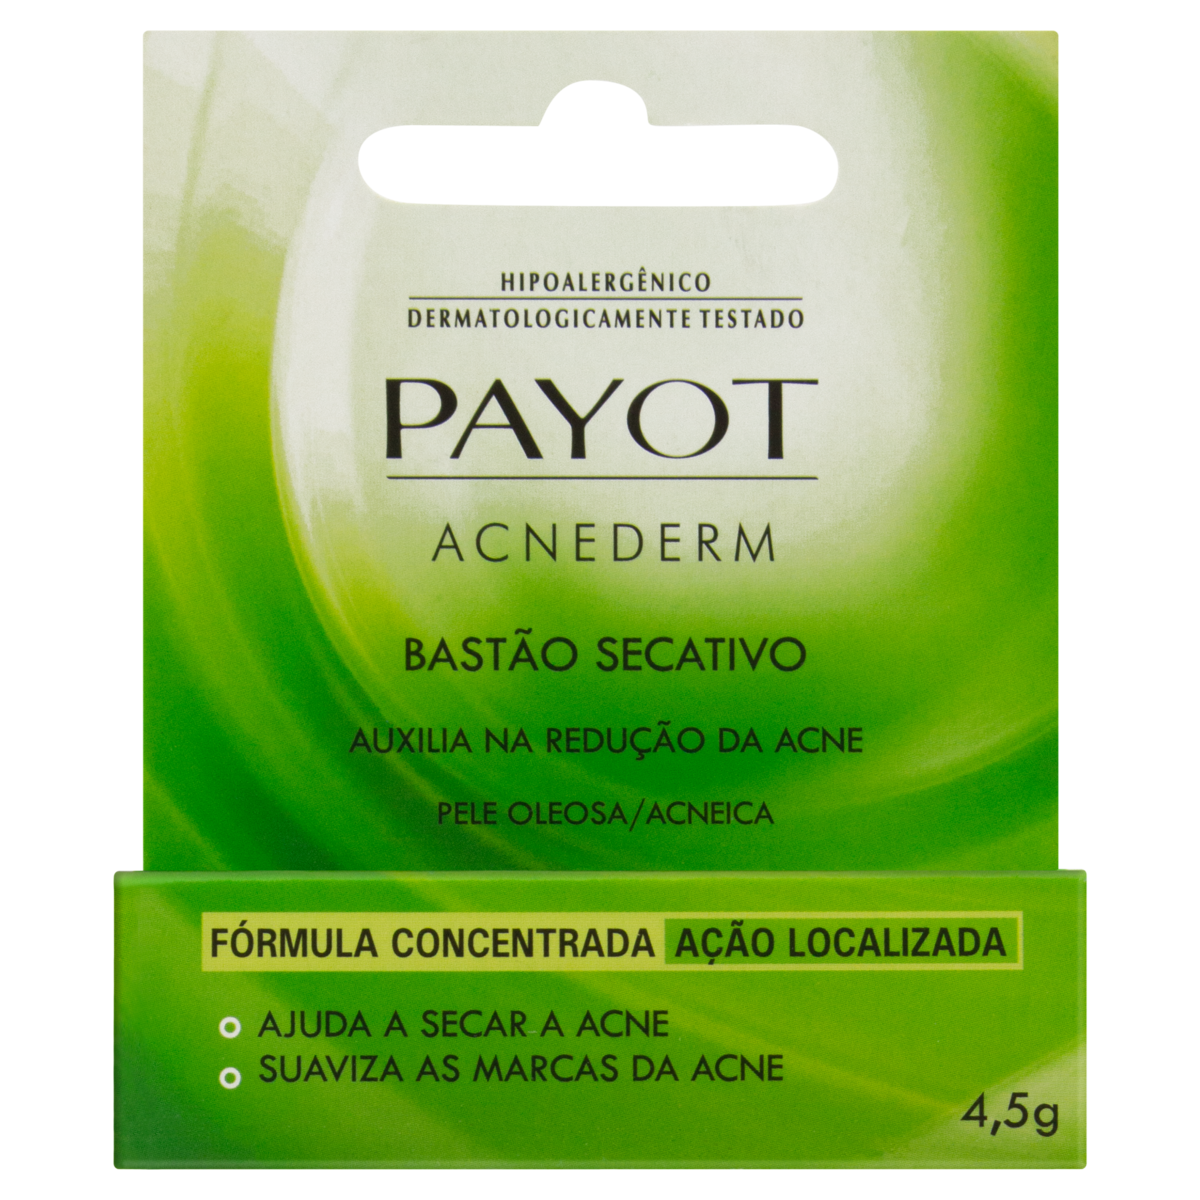 HIPOALERGÊNICO
DERMATOLOGICAMENTE TESTADO
PAYOT
ACNEDERM
BASTÃO SECATIVO
AUXILIA NA REDUÇÃO DA ACNE
PELE OLEOSA/ACNEICA
FÓRMULA CONCENTRADA AÇÃO LOCALIZADA
AJUDA A SECAR A ACNE
SUAVIZA AS MARCAS DA ACNE
4,5g